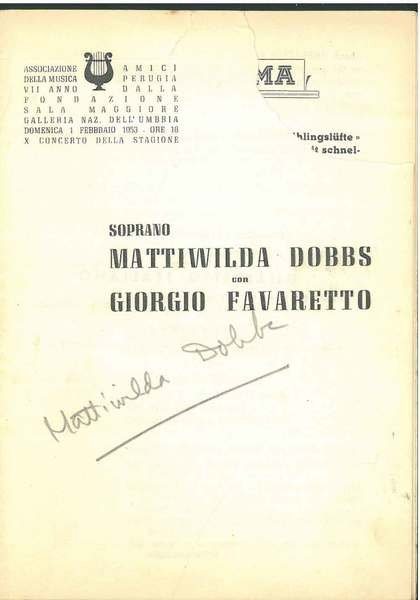 ASSOCIAZIONE AMICI
DELLA MUSICA PERUGIA
VII ANNO DALLA
FONDAZIONE
SALA MAGGIORE
GALLERIA NAZ. DELL'UMBRIA
DOMENICA 1 FEBBRAIO 1953 - ORE 18
X CONCERTO DELLA STAGIONE
MA
hlingslüfte »
st schnel-
SOPRANO
MATTIWILDA DOBBS
con
GIORGIO FAVARETTO
Mattiwilda Dobbs